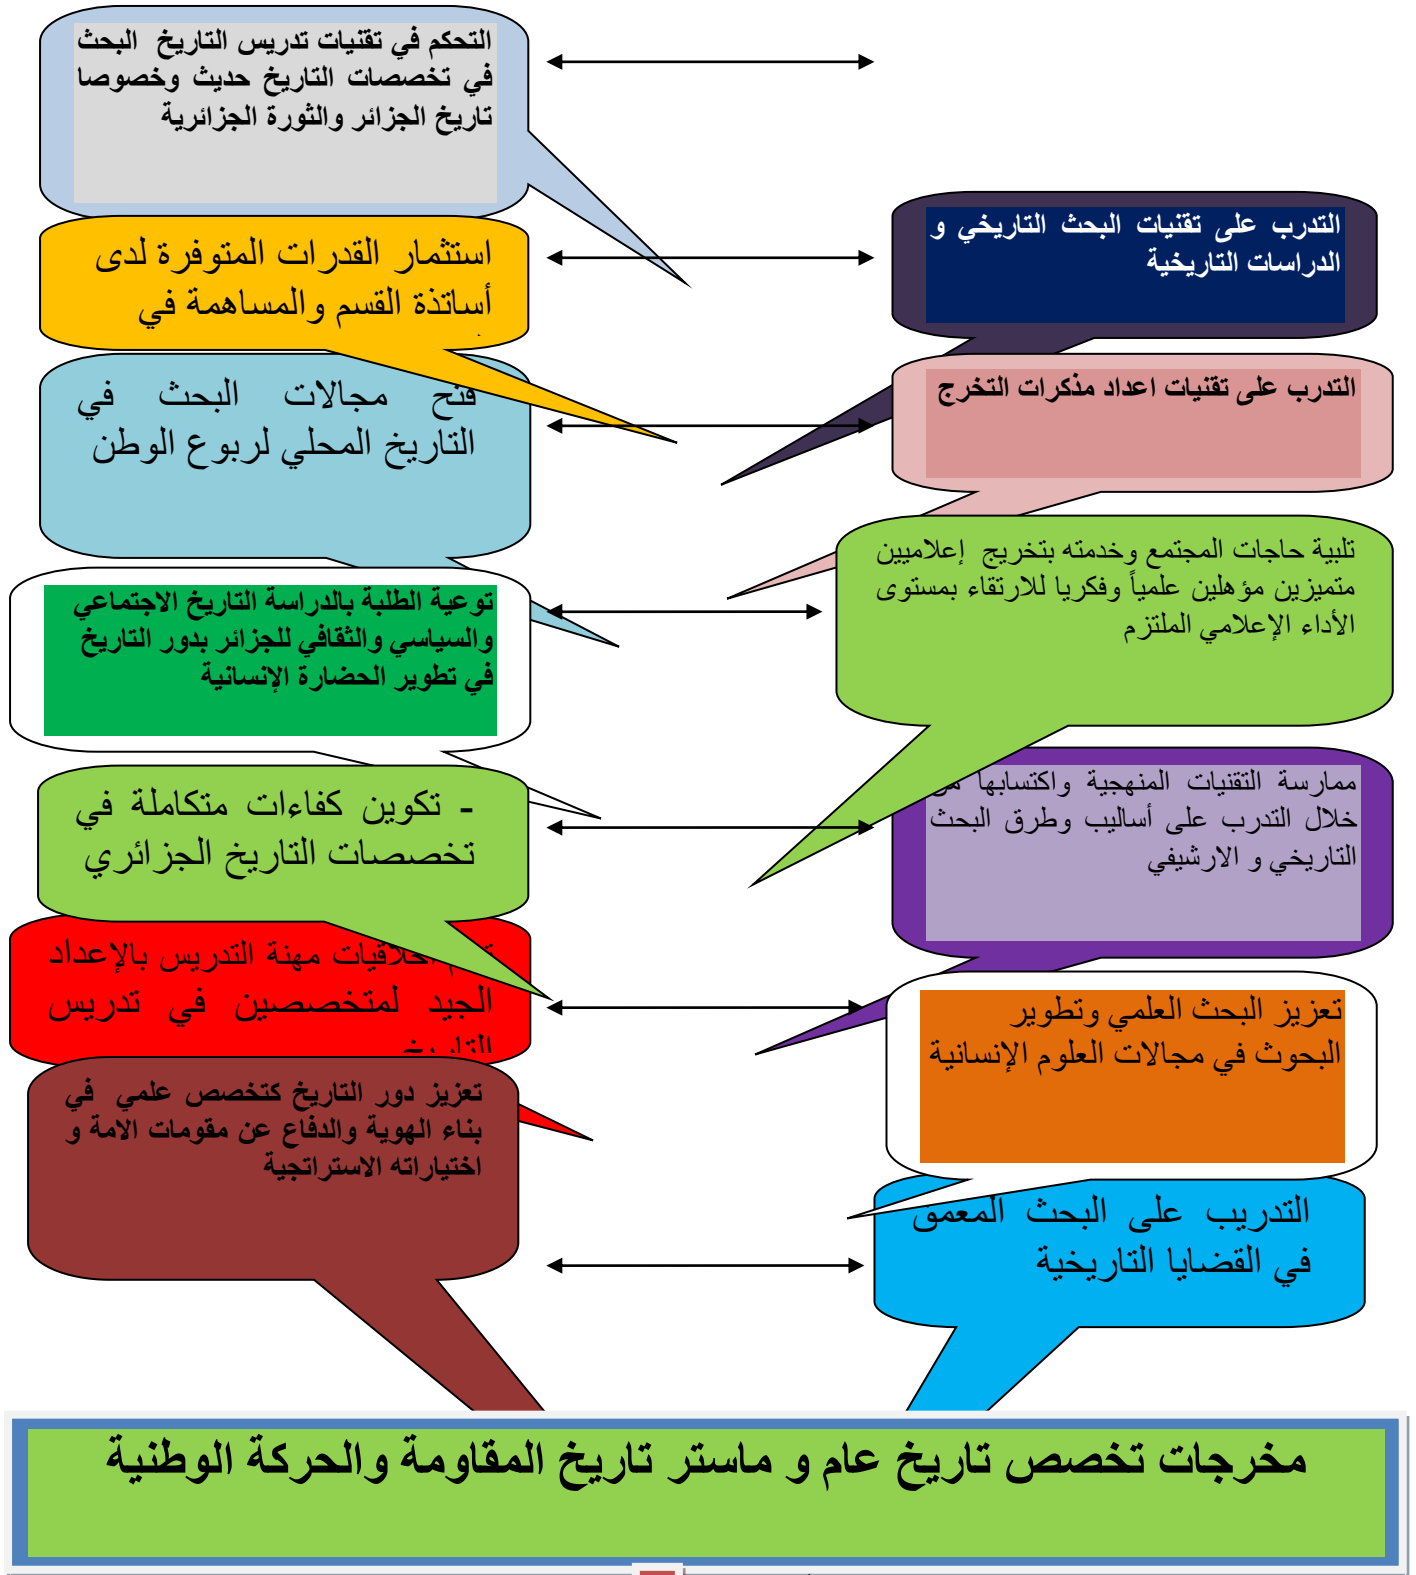 التحكم في تقنيات تدريس التاريخ البحث
في تخصصات التاريخ حديث وخصوصا
تاريخ الجزائر والثورة الجزائرية
التدرب على تقنيات البحث التاريخي و
الدراسات التاريخية
استثمار القدرات المتوفرة لدى
أساتذة القسم والمساهمة في
التدرب على تقنيات اعداد مذكرات التخرج
فتح مجالات البحث في
التاريخ المحلي لربوع الوطن
تلبية حاجات المجتمع وخدمته بتخريج إعلاميين
متميزين مؤهلين علمياً وفكريا للارتقاء بمستوى
الأداء الإعلامي الملتزم
توعية الطلبة بالدراسة التاريخ الاجتماعي
والسياسي والثقافي للجزائر بدور التاريخ
في تطوير الحضارة الإنسانية
ممارسة التقنيات المنهجية واكتسابها من
خلال التدرب على أساليب وطرق البحث
التاريخي و الارشيفي
- تكوين كفاءات متكاملة في
تخصصات التاريخ الجزائري
أخلاقيات مهنة التدريس بالإعداد
الجيد لمتخصصين في تدريس
التاريخ
تعزيز البحث العلمي وتطوير
البحوث في مجالات العلوم الإنسانية
تعزيز دور التاريخ كتخصص علمي في
بناء الهوية والدفاع عن مقومات الامة و
اختياراته الاستراتجية
التدريب على البحث المعمق
في القضايا التاريخية
مخرجات تخصص تاريخ عام و ماستر تاريخ المقاومة والحركة الوطنية